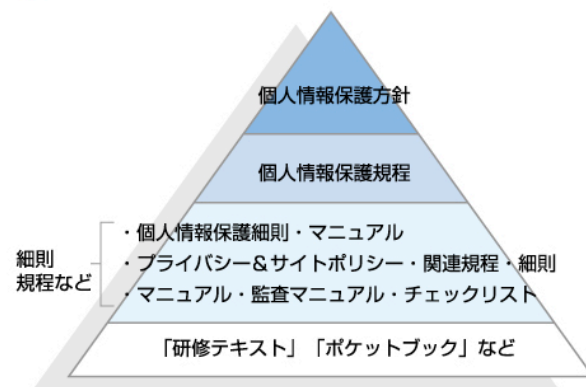 個人情報保護方針
個人情報保護規程
・個人情報保護細則・マニュアル
・プライバシー＆サイトポリシー・関連規程・細則
・マニュアル・監査マニュアル・チェックリスト
細則
規程など
「研修テキスト」「ポケットブック」など